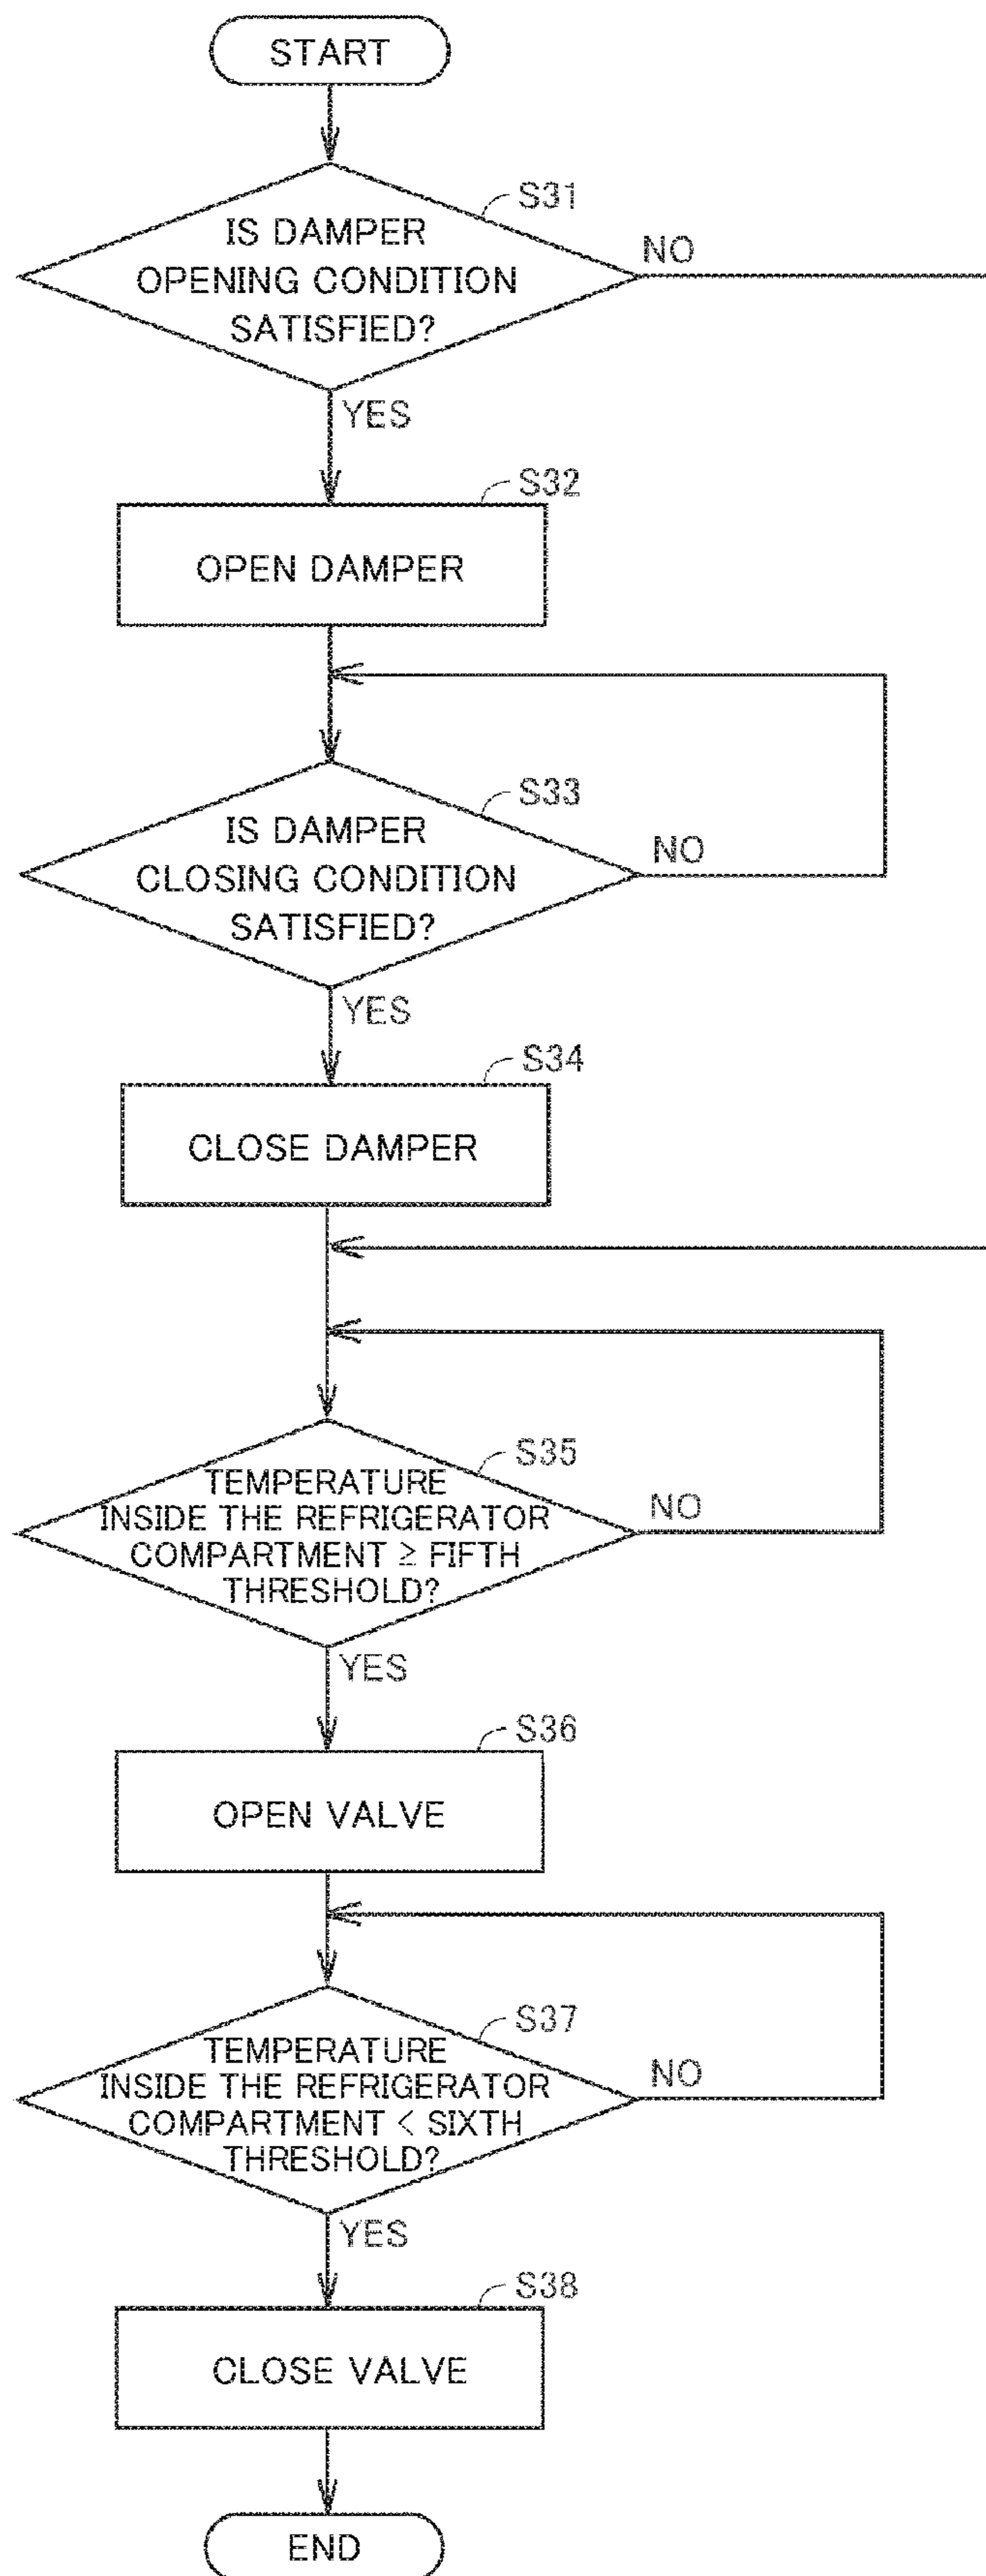 START
S31
IS DAMPER
OPENING CONDITION
SATISFIED?
NO
YES
S32
OPEN DAMPER
S33
IS DAMPER
CLOSING CONDITION
SATISFIED?
NO
YES
S34
CLOSE DAMPER
S35
TEMPERATURE
INSIDE THE REFRIGERATOR
COMPARTMENT ≥ FIFTH
THRESHOLD?
NO
YES
S36
OPEN VALVE
S37
TEMPERATURE
INSIDE THE REFRIGERATOR
COMPARTMENT < SIXTH
THRESHOLD?
NO
YES
S38
CLOSE VALVE
END